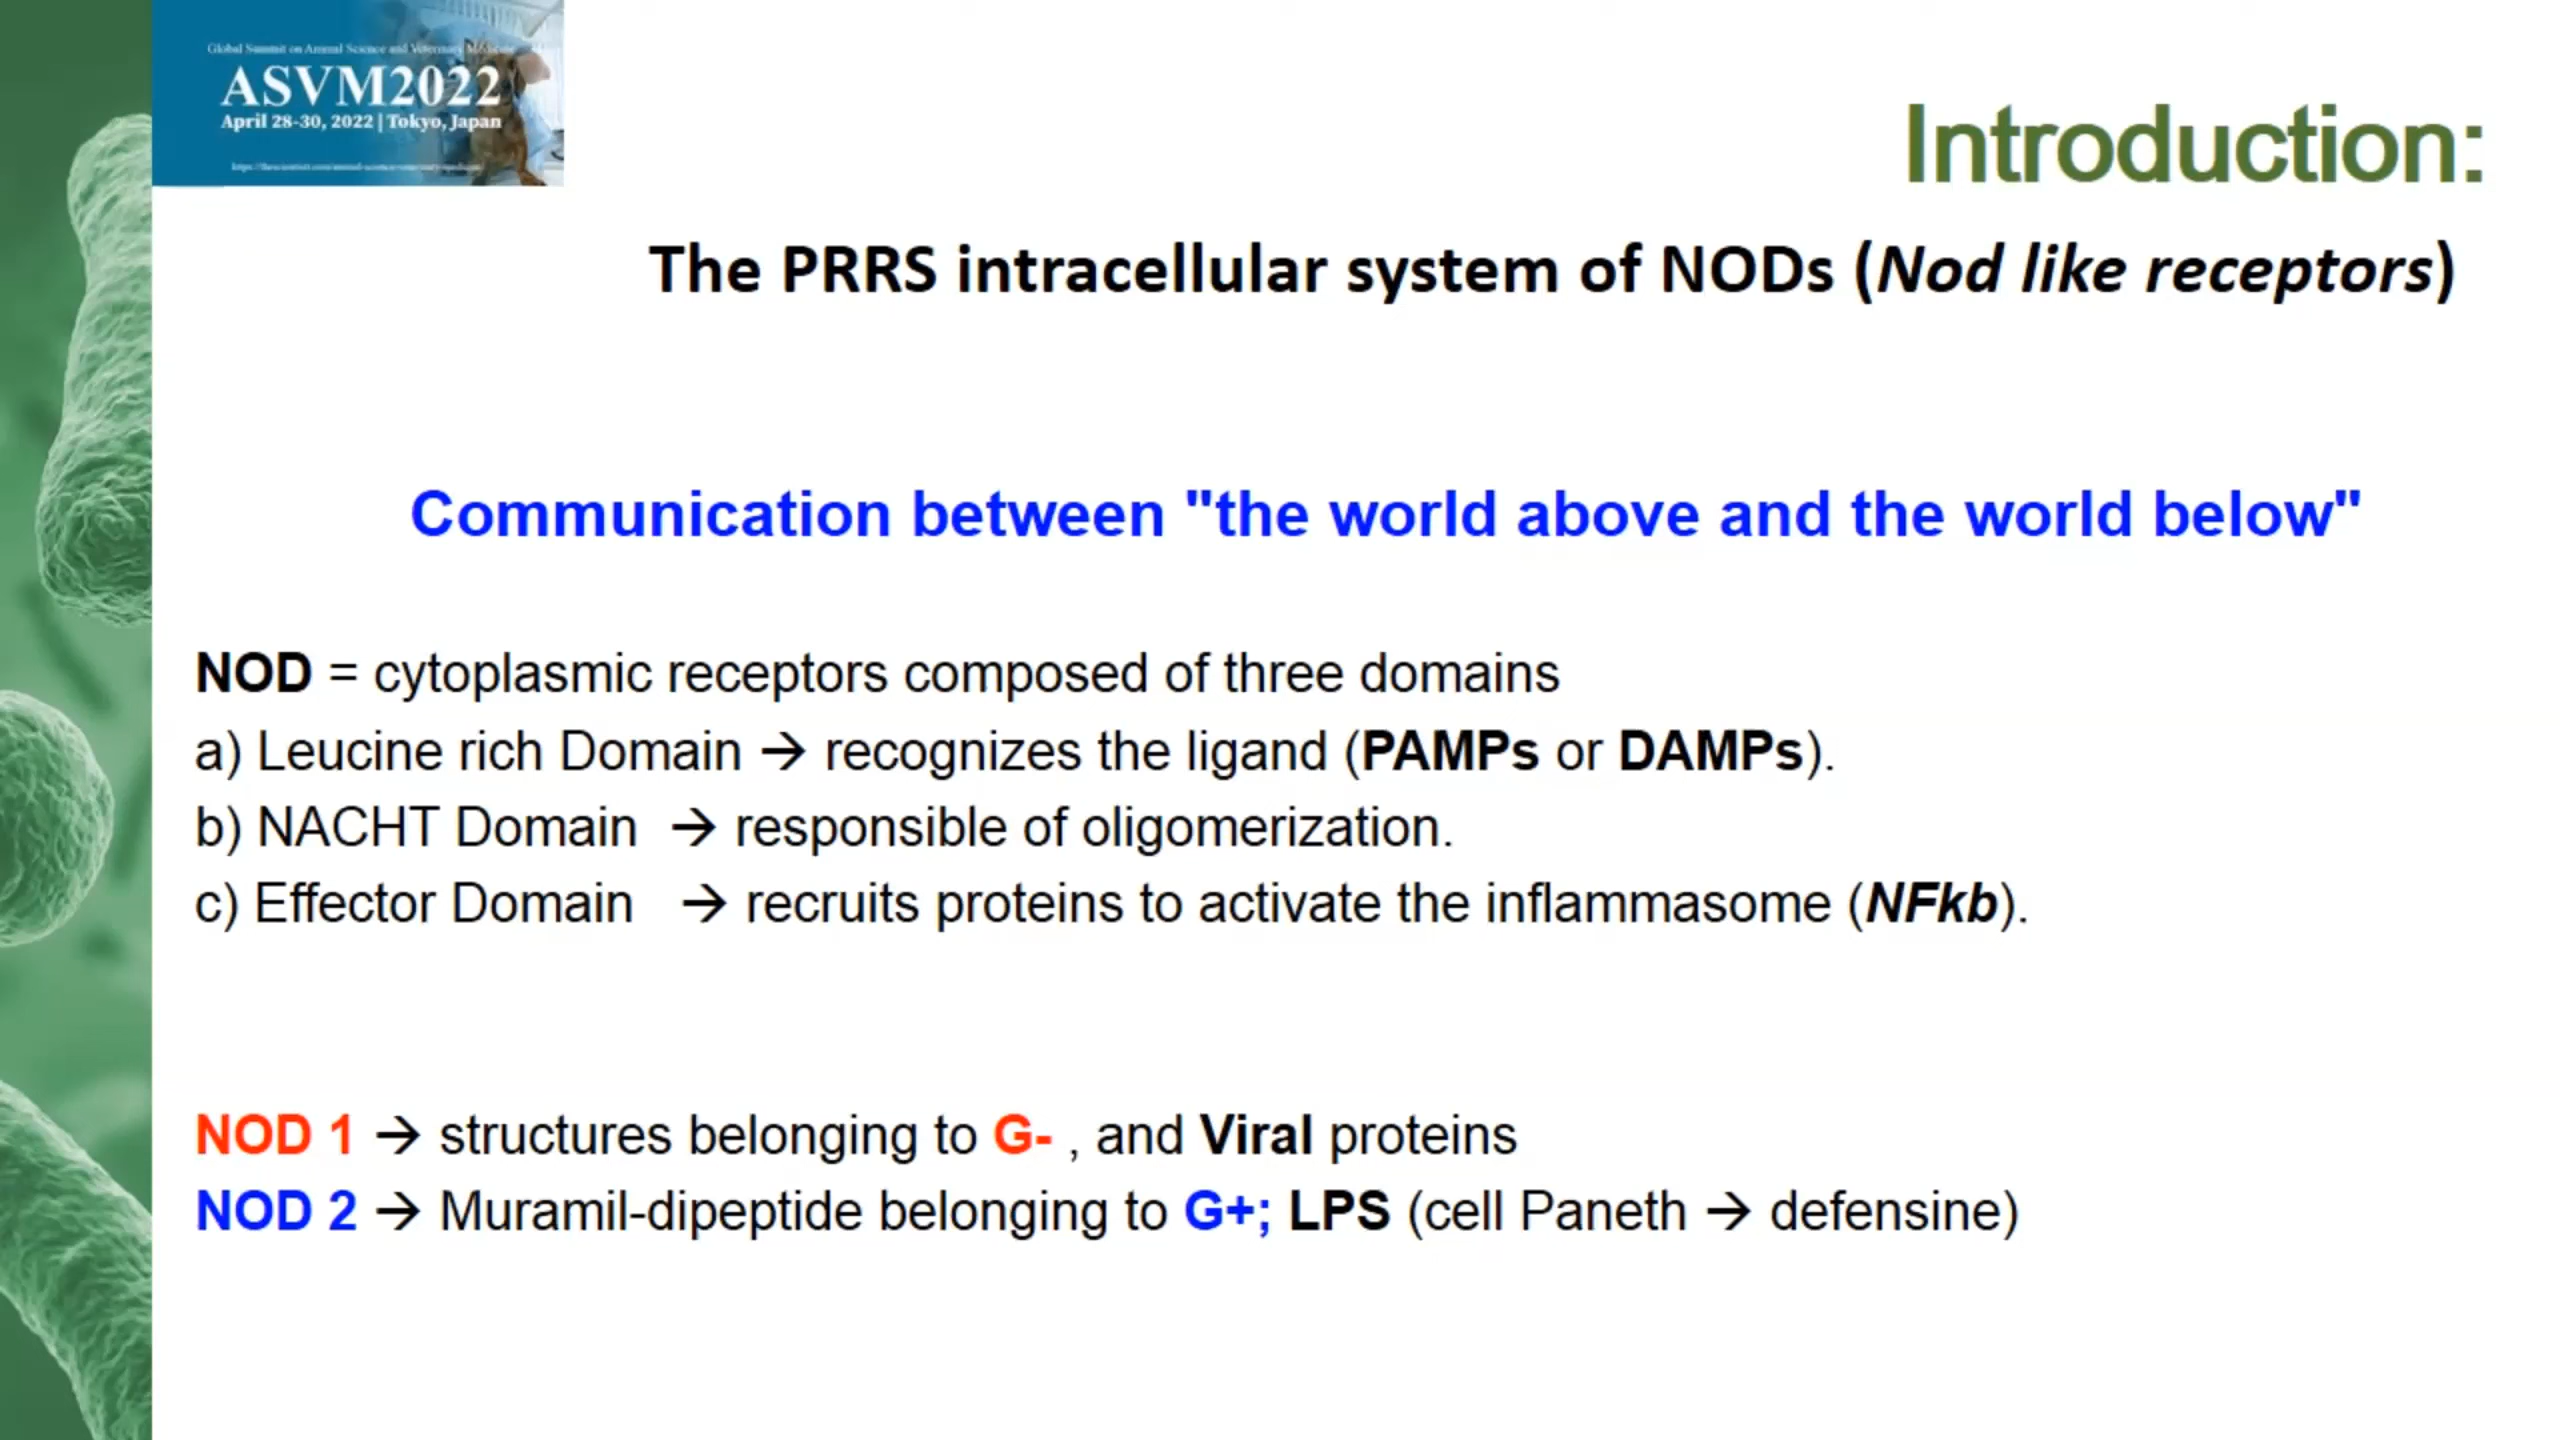 Global Summit on Animal Science and Veterinary Medicine
ASVM2022
April 28-30, 2022 | Tokyo, Japan
Introduction:
The PRRS intracellular system of NODs (Nod like receptors)
Communication between "the world above and the world below"
NOD = cytoplasmic receptors composed of three domains
a) Leucine rich Domain → recognizes the ligand (PAMPs or DAMPs).
b) NACHT Domain → responsible of oligomerization.
c) Effector Domain → recruits proteins to activate the inflammasome (NFkb).
NOD 1 → structures belonging to G- , and Viral proteins
NOD 2 → Muramil-dipeptide belonging to G+; LPS (cell Paneth → defensine)